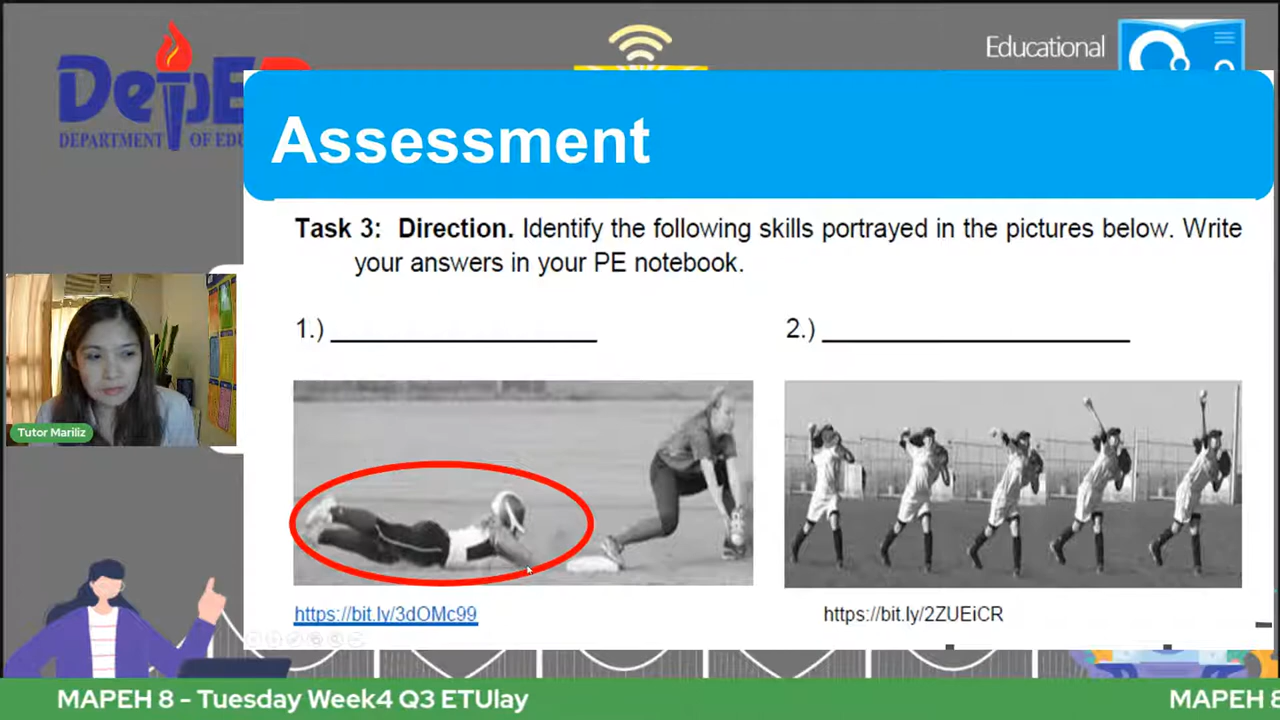 Educational
DepED
DEPARTMENT OF EDU
Assessment
Task 3: Direction. Identify the following skills portrayed in the pictures below. Write
your answers in your PE notebook.
1.) ____________________
2.) ____________________
Tutor Mariliz
https://bit.ly/3dOMc99
https://bit.ly/2ZUEiCR
MAPEH 8 - Tuesday Week4 Q3 ETUlay
MAPEH 8